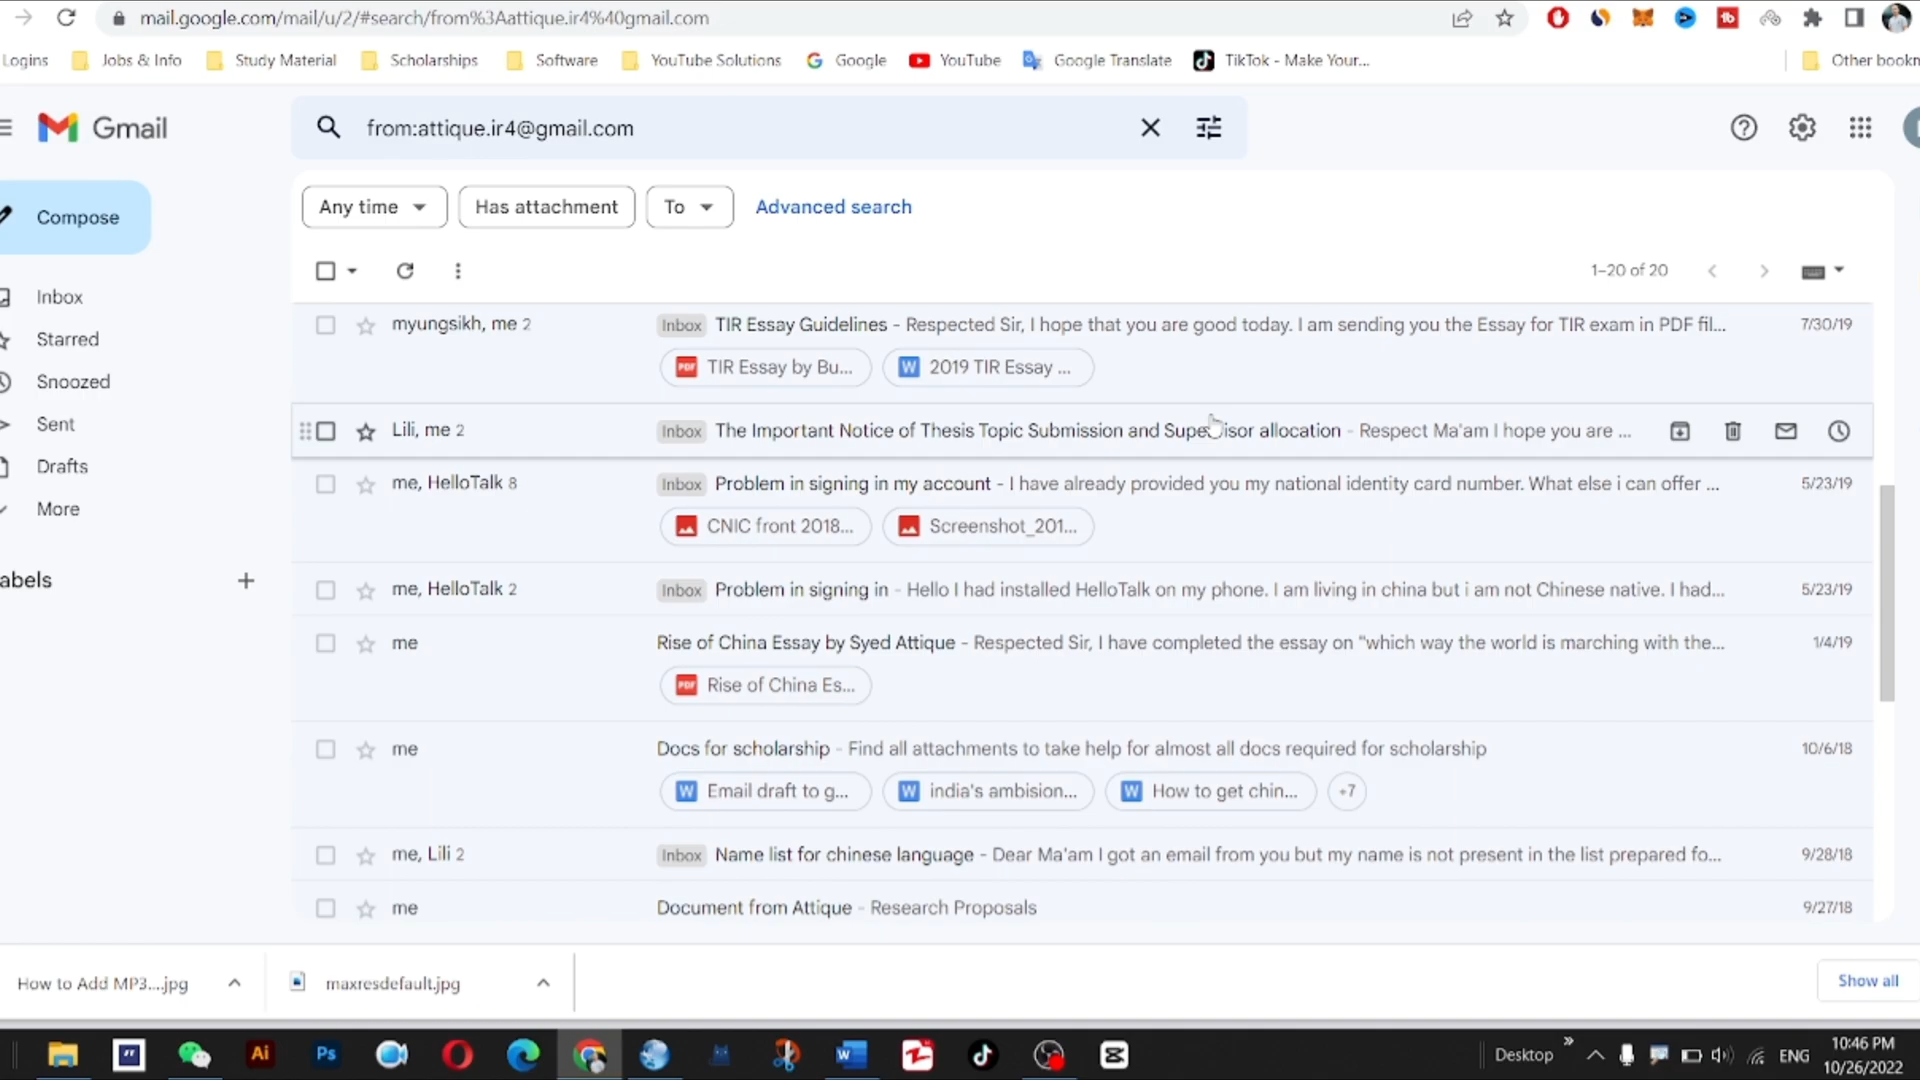 mail.google.com/mail/u/2/#search/from%3Aattique.ir4%40gmail.com
Logins Jobs & Info Study Material Scholarships Software YouTube Solutions Google YouTube Google Translate TikTok - Make Your... Other bookn
Gmail
from:attique.ir4@gmail.com
Compose
Any time Has attachment To Advanced search
1–20 of 20
Inbox
Starred
Snoozed
Sent
Drafts
More
abels
myungsikh, me 2 Inbox TIR Essay Guidelines - Respected Sir, I hope that you are good today. I am sending you the Essay for TIR exam in PDF fil... 7/30/19
PDF TIR Essay by Bu... W 2019 TIR Essay ...
Lili, me 2 Inbox The Important Notice of Thesis Topic Submission and Supervisor allocation - Respect Ma'am I hope you are ...
me, HelloTalk 8 Inbox Problem in signing in my account - I have already provided you my national identity card number. What else i can offer ... 5/23/19
CNIC front 2018... Screenshot_201...
me, HelloTalk 2 Inbox Problem in signing in - Hello I had installed HelloTalk on my phone. I am living in china but i am not Chinese native. I had... 5/23/19
me Rise of China Essay by Syed Attique - Respected Sir, I have completed the essay on "which way the world is marching with the... 1/4/19
PDF Rise of China Es...
me Docs for scholarship - Find all attachments to take help for almost all docs required for scholarship 10/6/18
W Email draft to g... W india's ambision... W How to get chin... +7
me, Lili 2 Inbox Name list for chinese language - Dear Ma'am I got an email from you but my name is not present in the list prepared fo... 9/28/18
me Document from Attique - Research Proposals 9/27/18
How to Add MP3....jpg maxresdefault.jpg Show all
Ai Ps W Desktop ENG 10:46 PM
10/26/2022